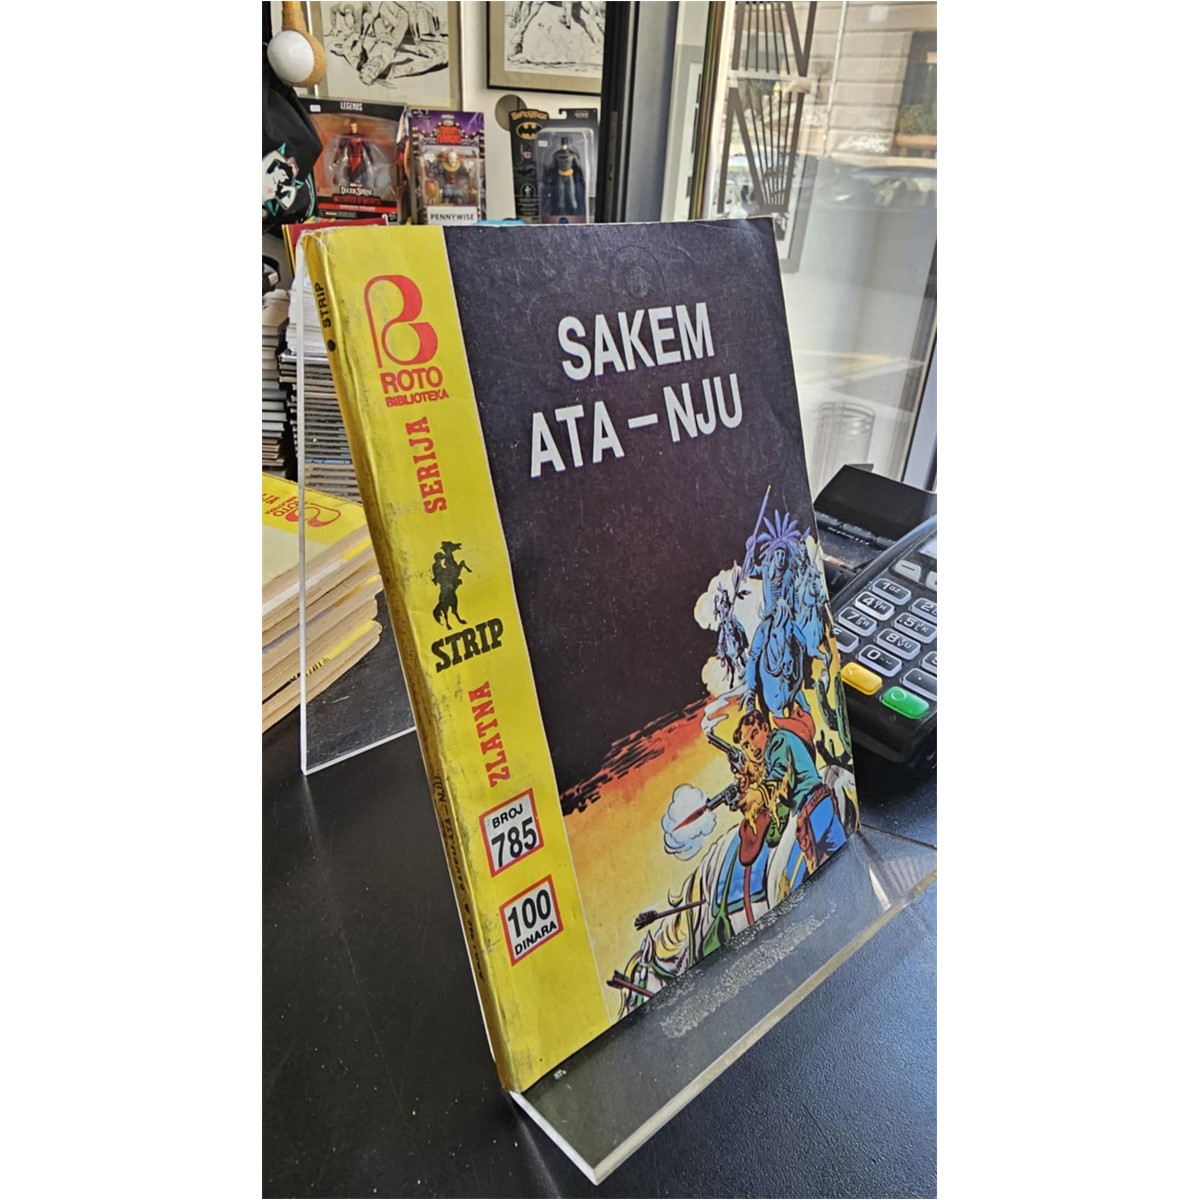 LEGENDS
PENNYWISE
STRIP
ROTO
BIBLIOTEKA
SERIJA
STRIP
ZLATNA
BROJ
785
100
DINARA
SAKEM
ATA-NJU